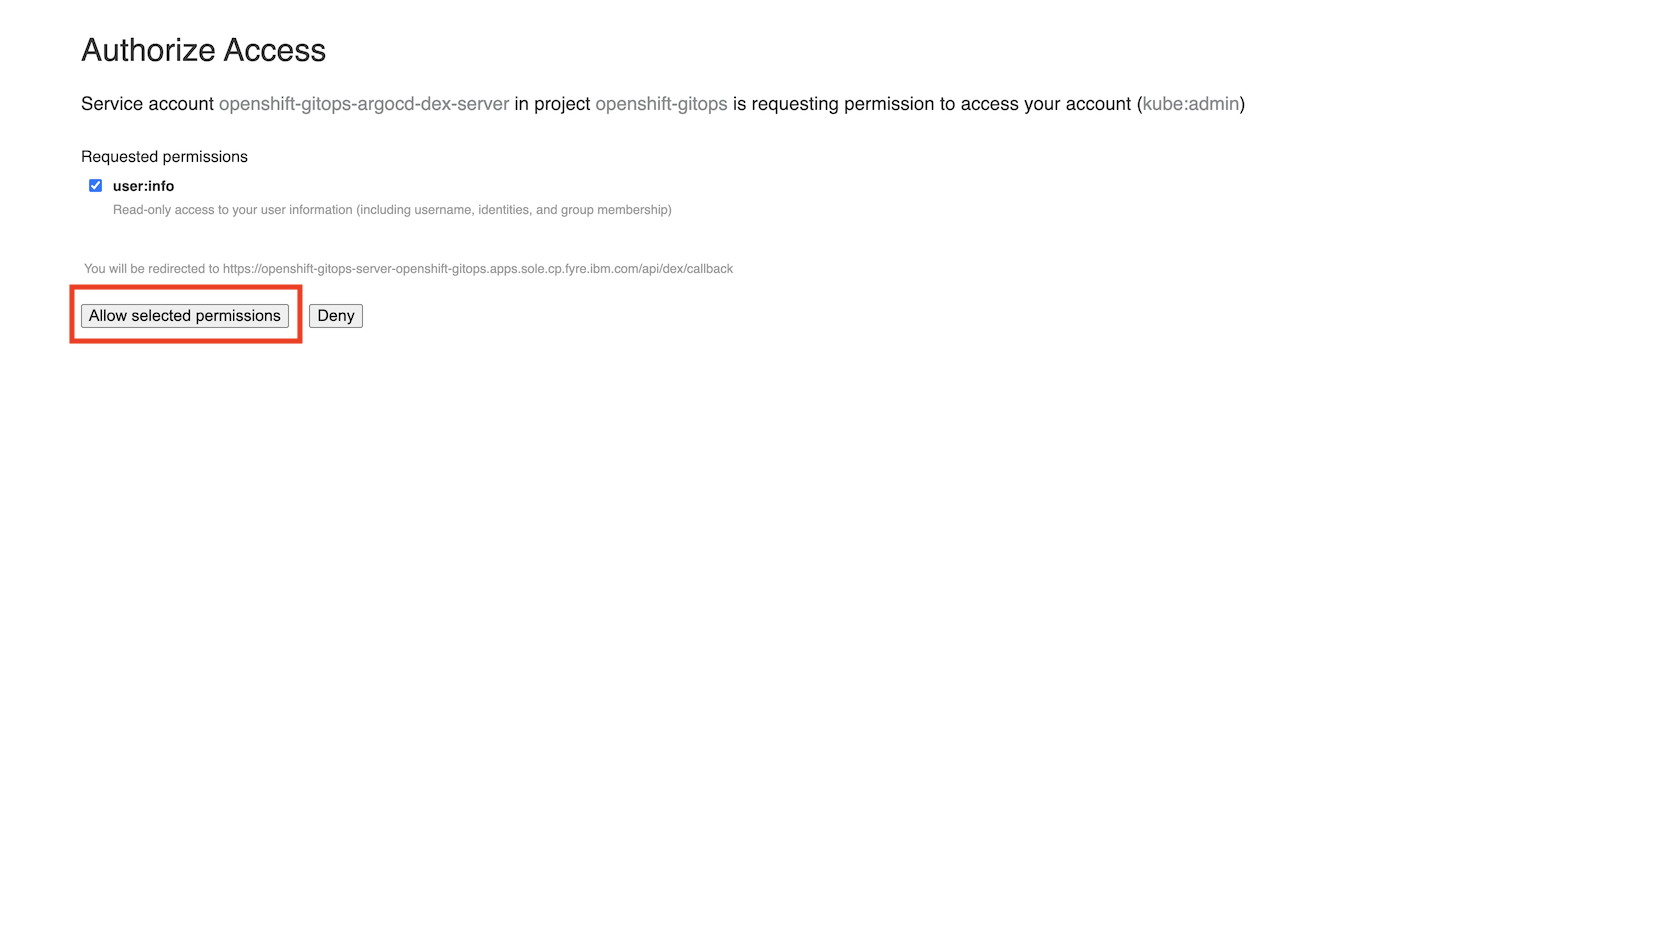 Authorize Access
Service account openshift-gitops-argocd-dex-server in project openshift-gitops is requesting permission to access your account (kube:admin)
Requested permissions
user:info
Read-only access to your user information (including username, identities, and group membership)
You will be redirected to https://openshift-gitops-server-openshift-gitops.apps.sole.cp.fyre.ibm.com/api/dex/callback
Allow selected permissions Deny